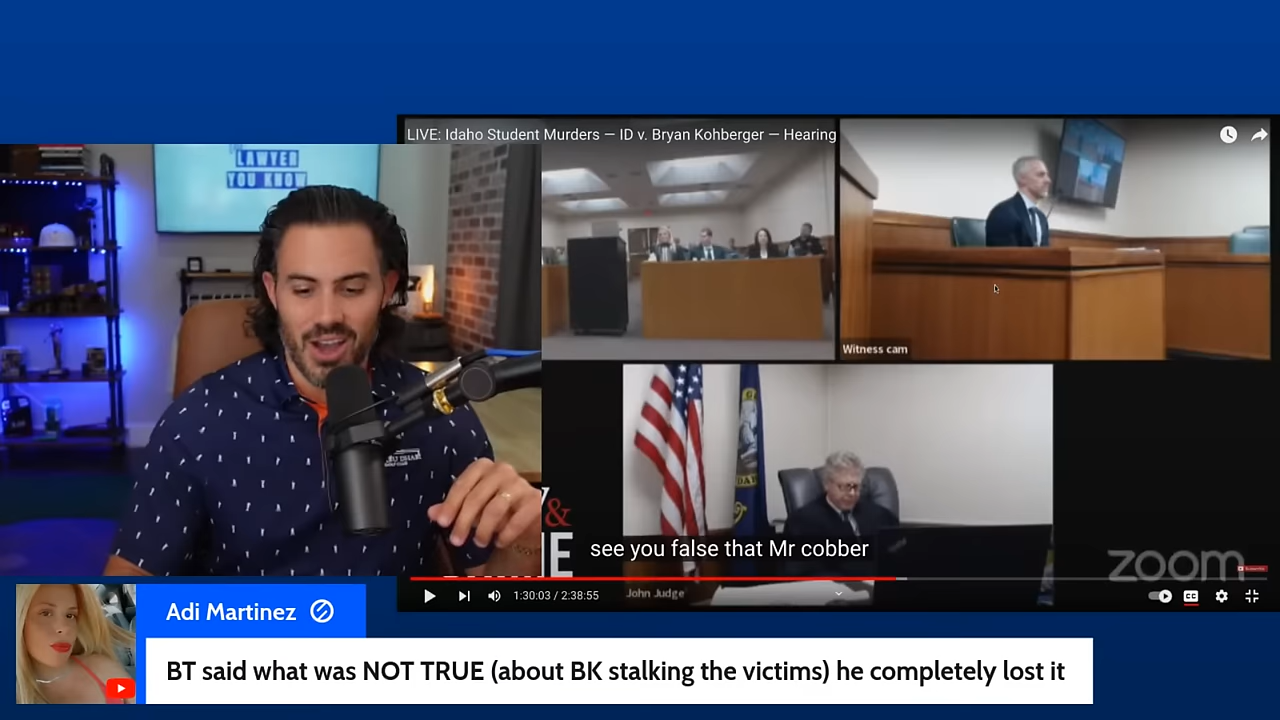 LIVE: Idaho Student Murders — ID v. Bryan Kohberger — Hearing
LAWYER
YOU KNOW
Witness cam
&
see you false that Mr cobber
zoom
1:30:03 / 2:38:55
John Judge
Adi Martinez
BT said what was NOT TRUE (about BK stalking the victims) he completely lost it